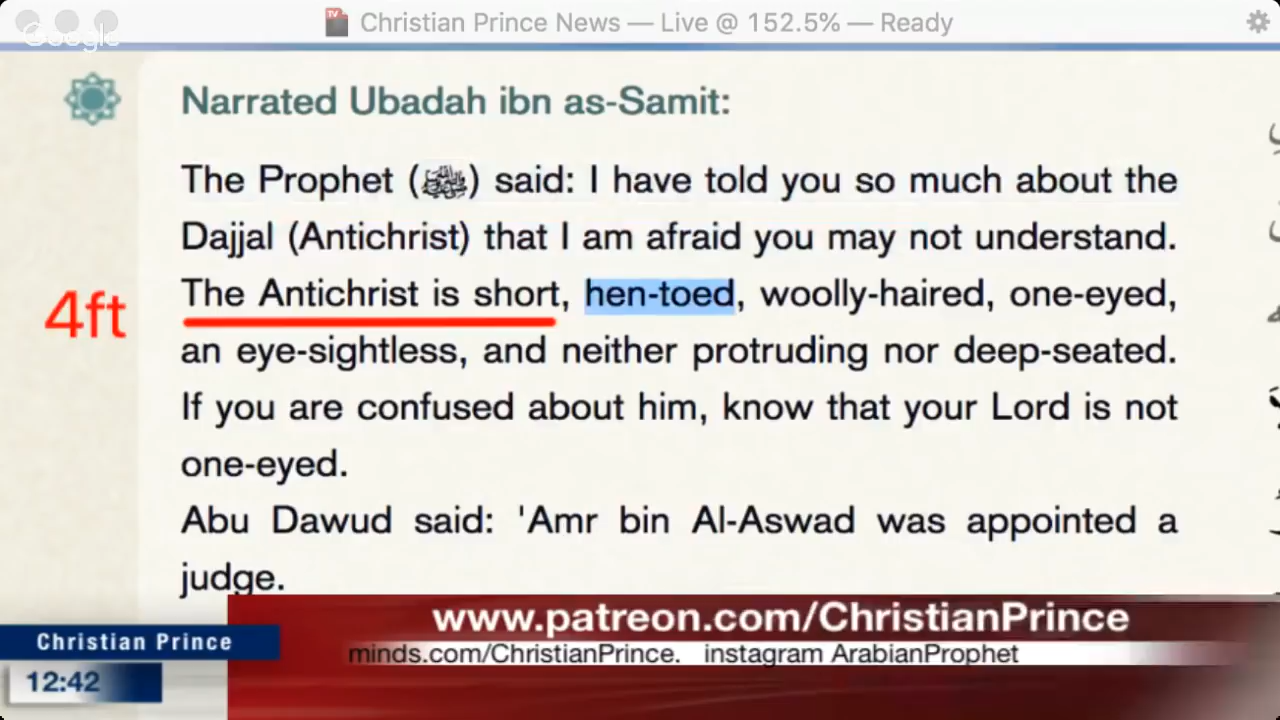 Christian Prince News — Live @ 152.5% — Ready
Google
Narrated Ubadah ibn as-Samit:
The Prophet (ﷺ) said: I have told you so much about the
Dajjal (Antichrist) that I am afraid you may not understand.
The Antichrist is short, hen-toed, woolly-haired, one-eyed,
4ft
an eye-sightless, and neither protruding nor deep-seated.
If you are confused about him, know that your Lord is not
one-eyed.
Abu Dawud said: 'Amr bin Al-Aswad was appointed a
judge.
www.patreon.com/ChristianPrince
Christian Prince
minds.com/ChristianPrince. instagram ArabianProphet
12:42